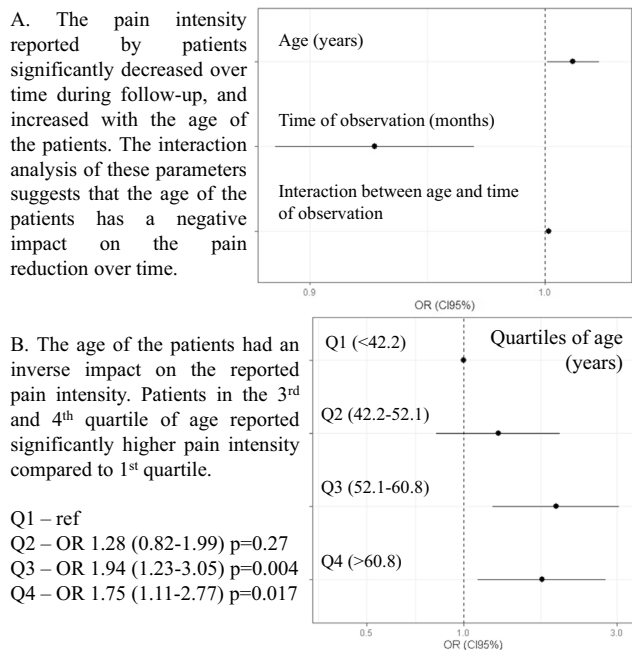 A. The pain intensity
reported by patients
significantly decreased over
time during follow-up, and
increased with the age of
the patients. The interaction
analysis of these parameters
suggests that the age of the
patients has a negative
impact on the pain
reduction over time.
Age (years)
Time of observation (months)
Interaction between age and time
of observation
0.9 1.0
OR (CI95%)
B. The age of the patients had an
inverse impact on the reported
pain intensity. Patients in the 3rd
and 4th quartile of age reported
significantly higher pain intensity
compared to 1st quartile.
Q1 – ref
Q2 – OR 1.28 (0.82-1.99) p=0.27
Q3 – OR 1.94 (1.23-3.05) p=0.004
Q4 – OR 1.75 (1.11-2.77) p=0.017
Quartiles of age
(years)
Q1 (<42.2)
Q2 (42.2-52.1)
Q3 (52.1-60.8)
Q4 (>60.8)
0.5 1.0 3.0
OR (CI95%)